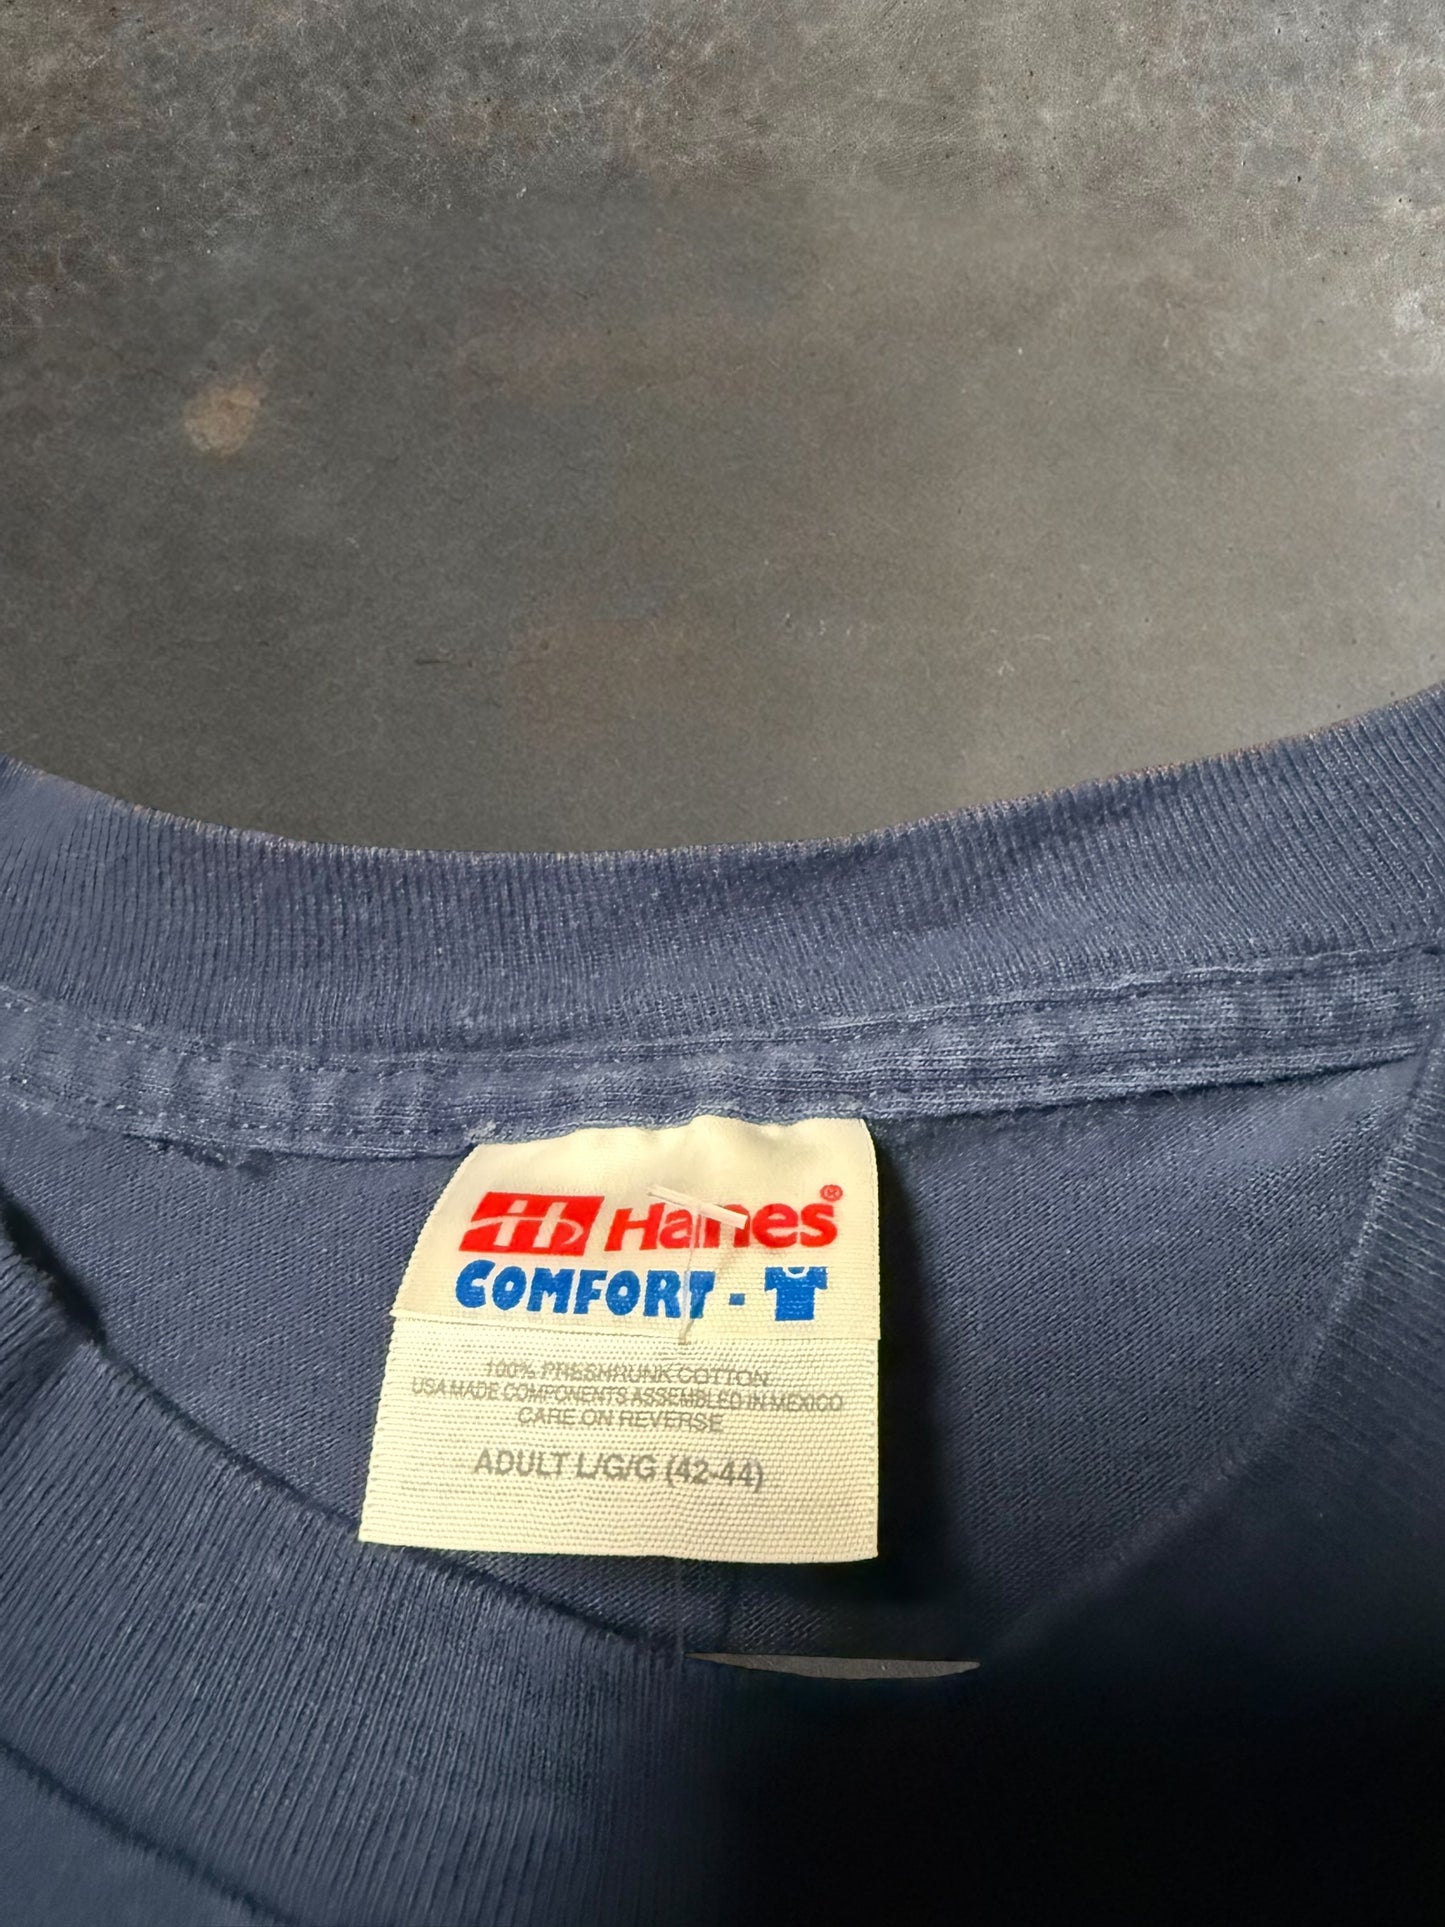 Hanes®
COMFORT -
100% PRESHRUNK COTTON
USA MADE COMPONENTS ASSEMBLED IN MEXICO
CARE ON REVERSE
ADULT L/G/G (42-44)